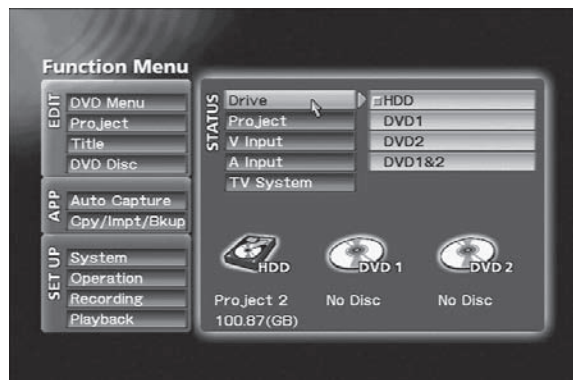 Function Menu
EDIT
DVD Menu
Project
Title
DVD Disc
APP
Auto Capture
Cpy/Impt/Bkup
SET UP
System
Operation
Recording
Playback
STATUS
Drive
Project
V Input
A Input
TV System
HDD
DVD1
DVD2
DVD1&2
HDD
DVD 1
DVD 2
Project 2
No Disc
No Disc
100.87(GB)